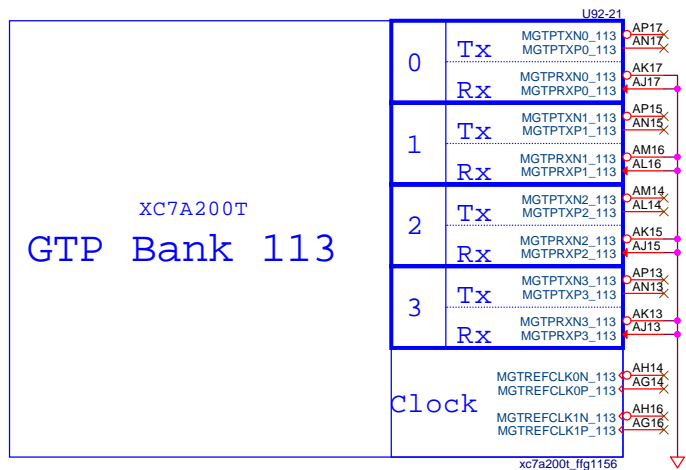 U92-21
0 Tx MGTPTXN0_113 AP17
MGTPTXP0_113 AN17
Rx MGTPRXN0_113 AK17
MGTPRXP0_113 AJ17
1 Tx MGTPTXN1_113 AP15
MGTPTXP1_113 AN15
Rx MGTPRXN1_113 AM16
MGTPRXP1_113 AL16
XC7A200T
GTP Bank 113
2 Tx MGTPTXN2_113 AM14
MGTPTXP2_113 AL14
Rx MGTPRXN2_113 AK15
MGTPRXP2_113 AJ15
3 Tx MGTPTXN3_113 AP13
MGTPTXP3_113 AN13
Rx MGTPRXN3_113 AK13
MGTPRXP3_113 AJ13
Clock
MGTREFCLK0N_113 AH14
MGTREFCLK0P_113 AG14
MGTREFCLK1N_113 AH16
MGTREFCLK1P_113 AG16
xc7a200t_ffg1156